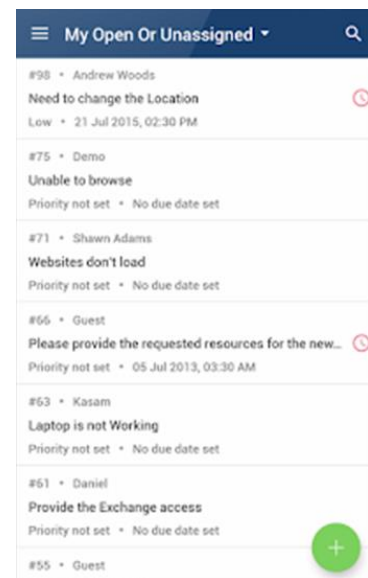 My Open Or Unassigned
#98 • Andrew Woods
Need to change the Location
Low • 21 Jul 2015, 02:30 PM
#75 • Demo
Unable to browse
Priority not set • No due date set
#71 • Shawn Adams
Websites don't load
Priority not set • No due date set
#66 • Guest
Please provide the requested resources for the new...
Priority not set • 05 Jul 2013, 03:30 AM
#63 • Kasam
Laptop is not Working
Priority not set • No due date set
#61 • Daniel
Provide the Exchange access
Priority not set • No due date set
#55 • Guest